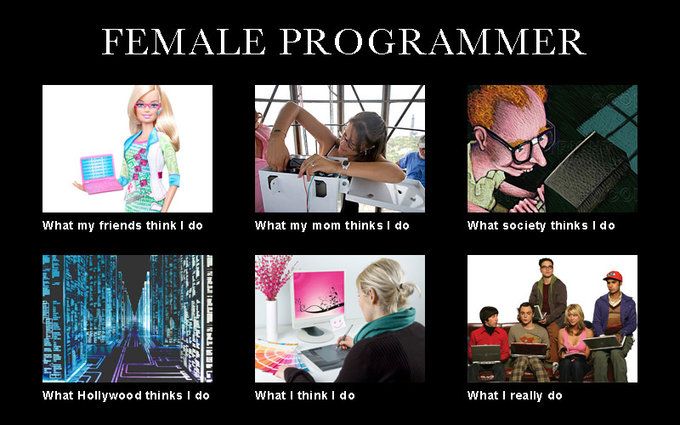 FEMALE PROGRAMMER
What my friends think I do
What my mom thinks I do
What society thinks I do
What Hollywood thinks I do
What I think I do
What I really do